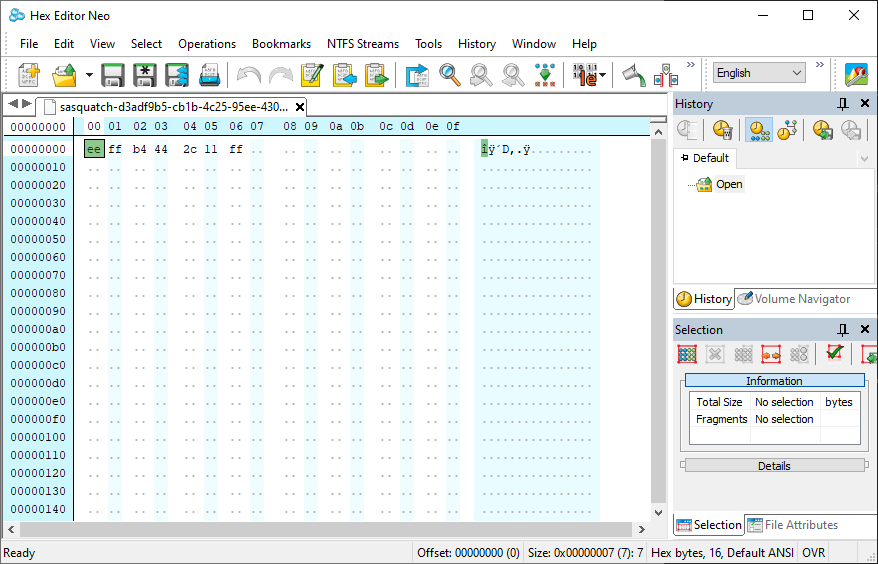 Hex Editor Neo
File Edit View Select Operations Bookmarks NTFS Streams Tools History Window Help
English
sasquatch-d3adf9b5-cb1b-4c25-95ee-430...
00000000 00 01 02 03 04 05 06 07 08 09 0a 0b 0c 0d 0e 0f
00000000 ee ff b4 44 2c 11 ff .. .. .. .. .. .. .. .. .. îÿ´D,.ÿ.........
00000010 .. .. .. .. .. .. .. .. .. .. .. .. .. .. .. .. ................
00000020 .. .. .. .. .. .. .. .. .. .. .. .. .. .. .. .. ................
00000030 .. .. .. .. .. .. .. .. .. .. .. .. .. .. .. .. ................
00000040 .. .. .. .. .. .. .. .. .. .. .. .. .. .. .. .. ................
00000050 .. .. .. .. .. .. .. .. .. .. .. .. .. .. .. .. ................
00000060 .. .. .. .. .. .. .. .. .. .. .. .. .. .. .. .. ................
00000070 .. .. .. .. .. .. .. .. .. .. .. .. .. .. .. .. ................
00000080 .. .. .. .. .. .. .. .. .. .. .. .. .. .. .. .. ................
00000090 .. .. .. .. .. .. .. .. .. .. .. .. .. .. .. .. ................
000000a0 .. .. .. .. .. .. .. .. .. .. .. .. .. .. .. .. ................
000000b0 .. .. .. .. .. .. .. .. .. .. .. .. .. .. .. .. ................
000000c0 .. .. .. .. .. .. .. .. .. .. .. .. .. .. .. .. ................
000000d0 .. .. .. .. .. .. .. .. .. .. .. .. .. .. .. .. ................
000000e0 .. .. .. .. .. .. .. .. .. .. .. .. .. .. .. .. ................
000000f0 .. .. .. .. .. .. .. .. .. .. .. .. .. .. .. .. ................
00000100 .. .. .. .. .. .. .. .. .. .. .. .. .. .. .. .. ................
00000110 .. .. .. .. .. .. .. .. .. .. .. .. .. .. .. .. ................
00000120 .. .. .. .. .. .. .. .. .. .. .. .. .. .. .. .. ................
00000130 .. .. .. .. .. .. .. .. .. .. .. .. .. .. .. .. ................
00000140 .. .. .. .. .. .. .. .. .. .. .. .. .. .. .. .. ................
History
Default
Open
History Volume Navigator
Selection
Information
Total Size No selection bytes
Fragments No selection
Details
Selection File Attributes
Ready Offset: 00000000 (0) Size: 0x00000007 (7): 7 Hex bytes, 16, Default ANSI OVR